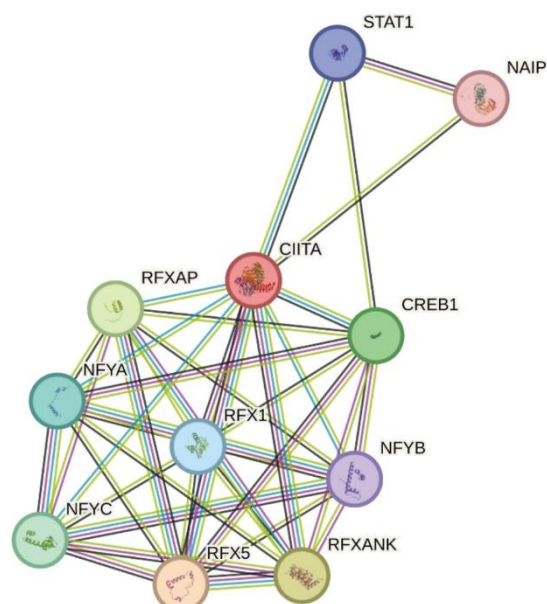 STAT1
NAIP
CIITA
RFXAP
CREB1
NFYA
RFX1
NFYB
NFYC
RFX5
RFXANK